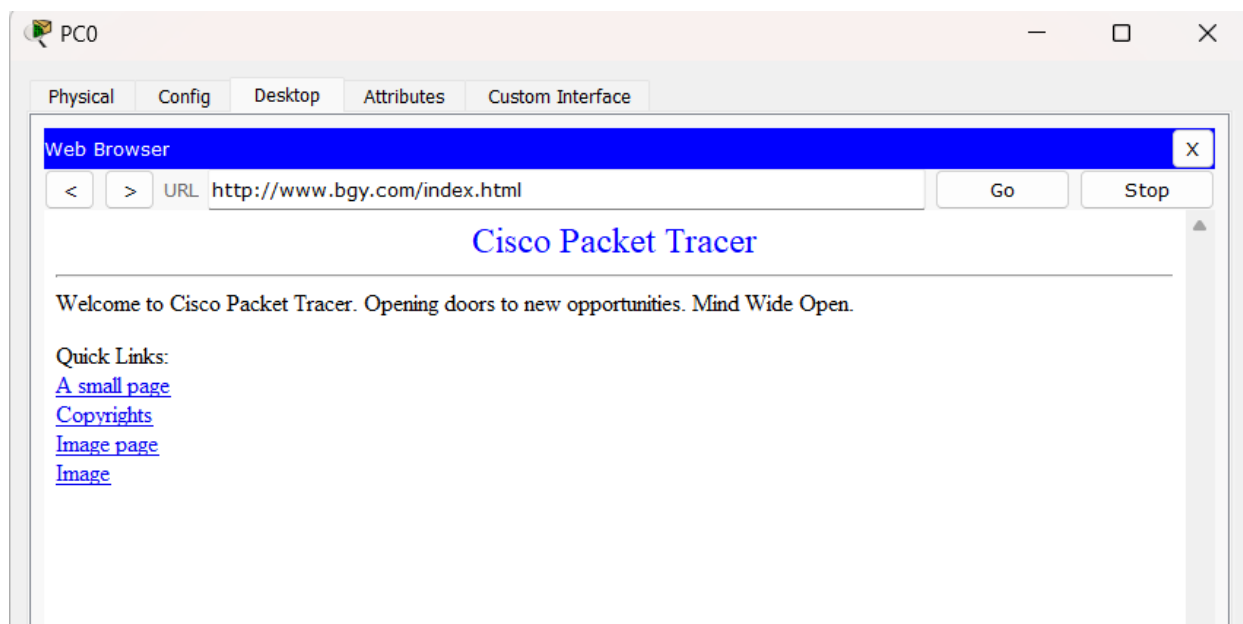 PC0
Physical Config Desktop Attributes Custom Interface
Web Browser X
< > URL http://www.bgy.com/index.html Go Stop
Cisco Packet Tracer
Welcome to Cisco Packet Tracer. Opening doors to new opportunities. Mind Wide Open.
Quick Links:
A small page
Copyrights
Image page
Image